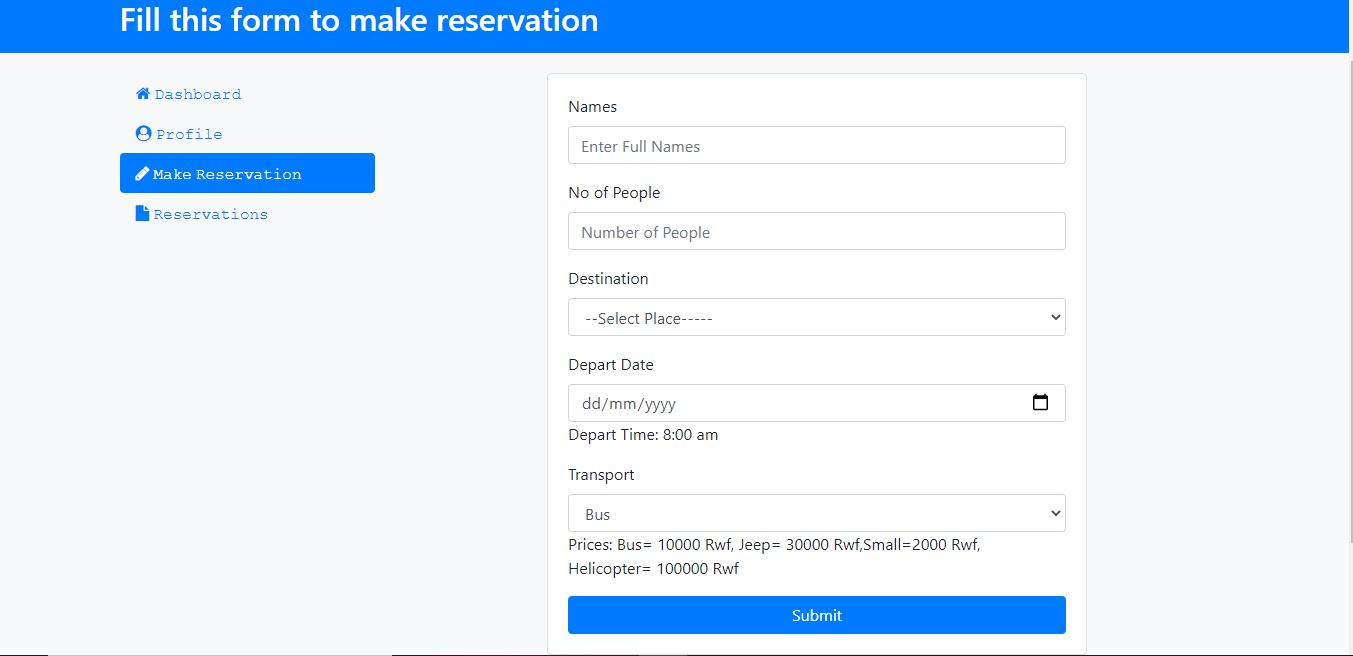 Fill this form to make reservation
Dashboard
Profile
Make Reservation
Reservations
Names
Enter Full Names
No of People
Number of People
Destination
--Select Place-----
Depart Date
dd/mm/yyyy
Depart Time: 8:00 am
Transport
Bus
Prices: Bus= 10000 Rwf, Jeep= 30000 Rwf,Small=2000 Rwf,
Helicopter= 100000 Rwf
Submit